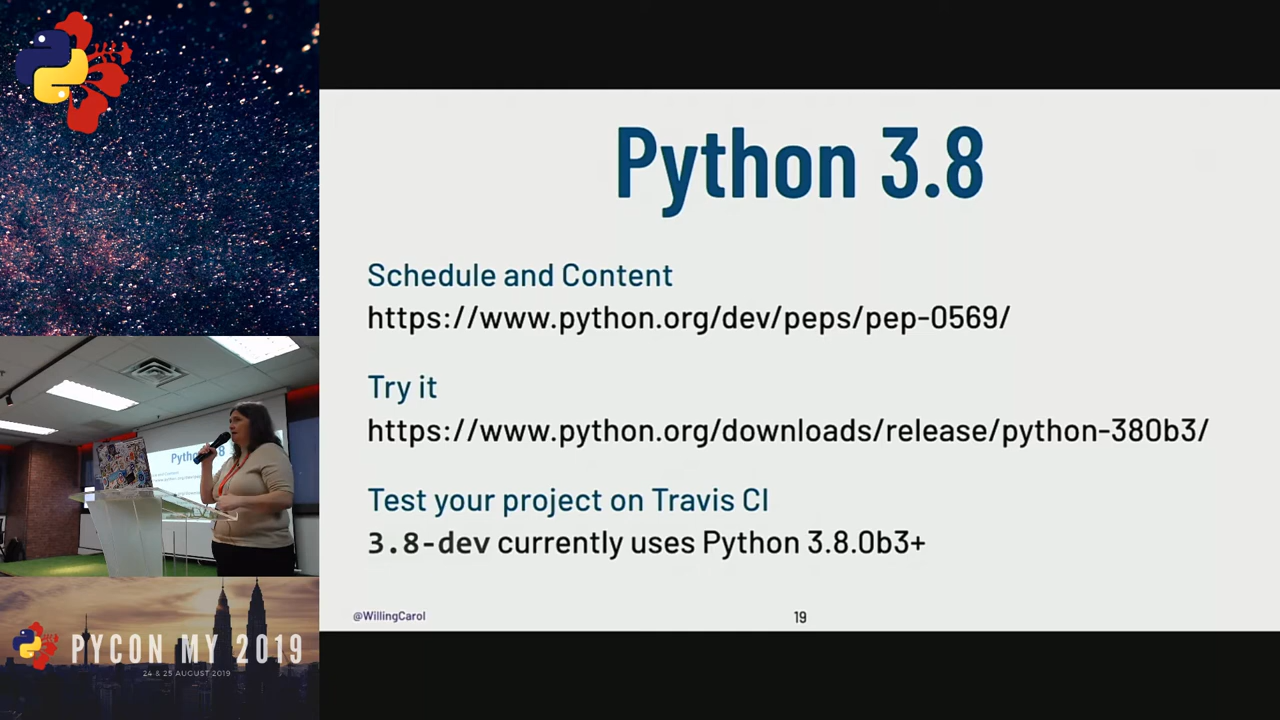 Python 3.8
Schedule and Content
https://www.python.org/dev/peps/pep-0569/
Try it
https://www.python.org/downloads/release/python-380b3/
Test your project on Travis CI
3.8-dev currently uses Python 3.8.0b3+
@WillingCarol
19
PYCON MY 2019
24 & 25 AUGUST 2019